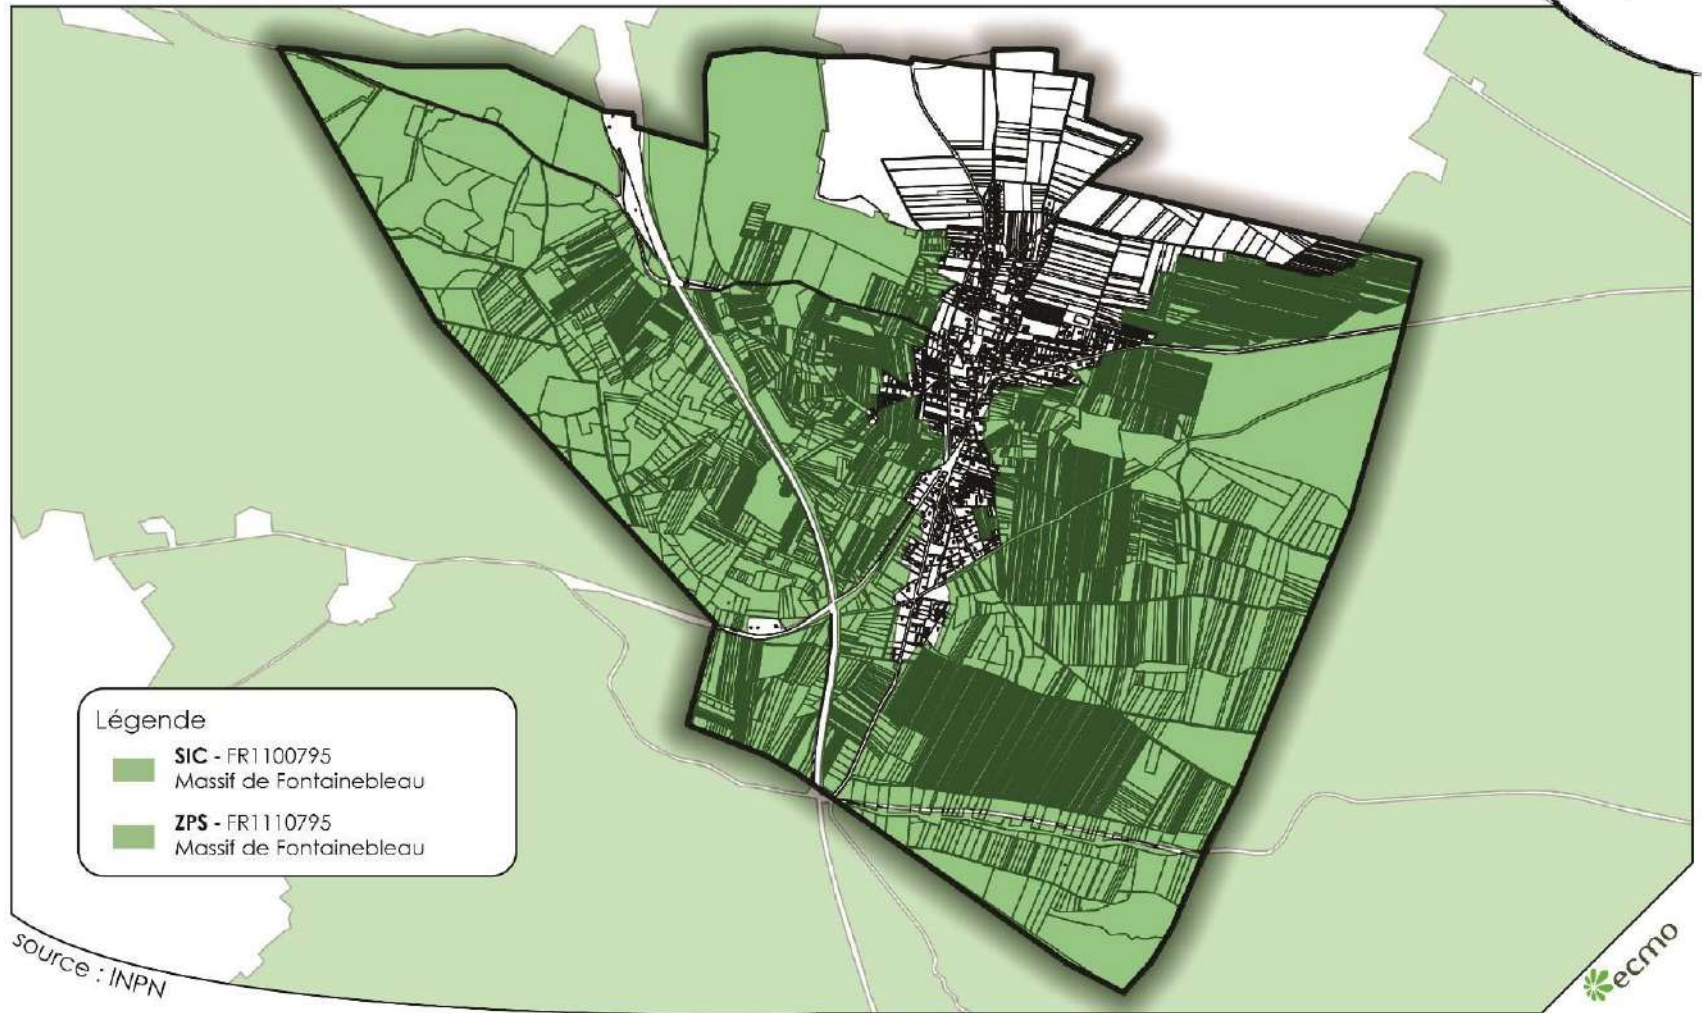 Légende
SIC - FR1100795
Massif de Fontainebleau
ZPS - FR1110795
Massif de Fontainebleau
source : INPN
ecmo